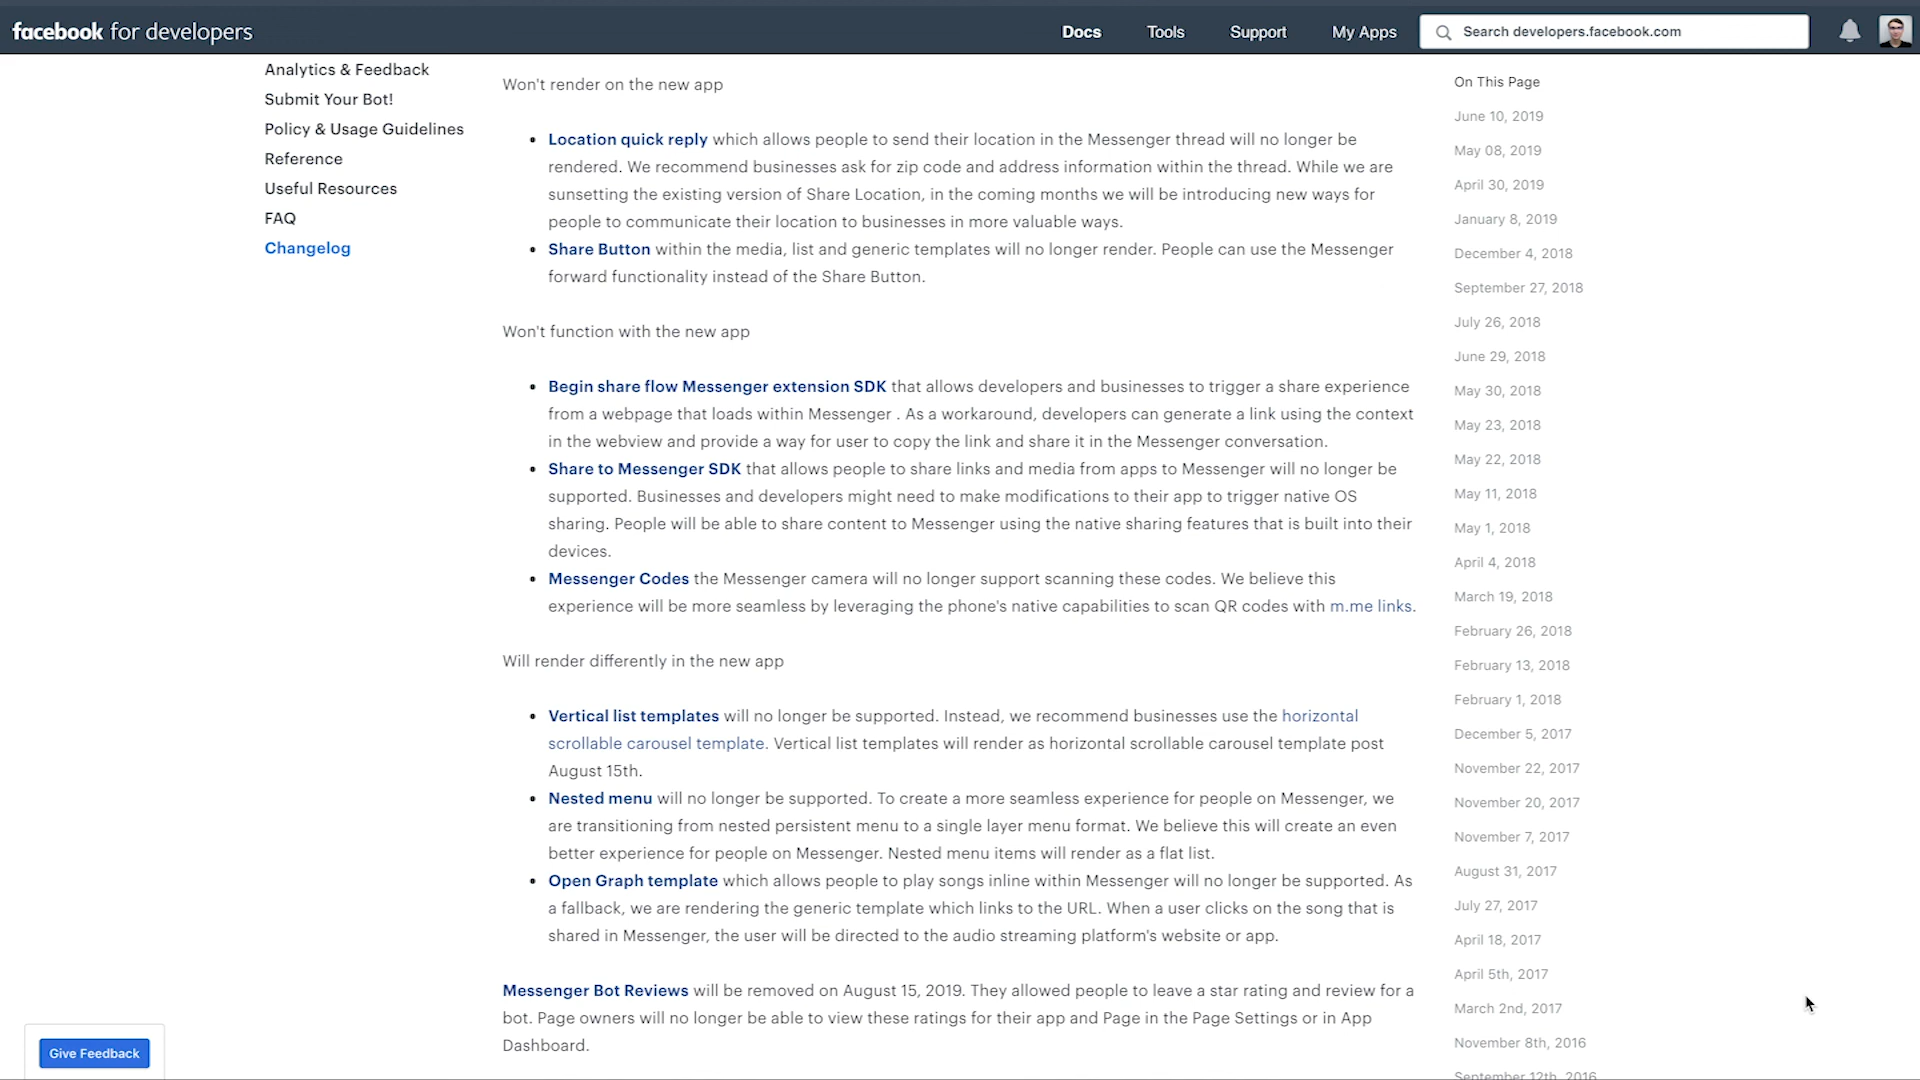 facebook for developers
Docs
Tools
Support
My Apps
Search developers.facebook.com
Analytics & Feedback
Submit Your Bot!
Policy & Usage Guidelines
Reference
Useful Resources
FAQ
Changelog
Won't render on the new app
Location quick reply which allows people to send their location in the Messenger thread will no longer be
rendered. We recommend businesses ask for zip code and address information within the thread. While we are
sunsetting the existing version of Share Location, in the coming months we will be introducing new ways for
people to communicate their location to businesses in more valuable ways.
Share Button within the media, list and generic templates will no longer render. People can use the Messenger
forward functionality instead of the Share Button.
Won't function with the new app
Begin share flow Messenger extension SDK that allows developers and businesses to trigger a share experience
from a webpage that loads within Messenger . As a workaround, developers can generate a link using the context
in the webview and provide a way for user to copy the link and share it in the Messenger conversation.
Share to Messenger SDK that allows people to share links and media from apps to Messenger will no longer be
supported. Businesses and developers might need to make modifications to their app to trigger native OS
sharing. People will be able to share content to Messenger using the native sharing features that is built into their
devices.
Messenger Codes the Messenger camera will no longer support scanning these codes. We believe this
experience will be more seamless by leveraging the phone's native capabilities to scan QR codes with m.me links.
Will render differently in the new app
Vertical list templates will no longer be supported. Instead, we recommend businesses use the horizontal
scrollable carousel template. Vertical list templates will render as horizontal scrollable carousel template post
August 15th.
Nested menu will no longer be supported. To create a more seamless experience for people on Messenger, we
are transitioning from nested persistent menu to a single layer menu format. We believe this will create an even
better experience for people on Messenger. Nested menu items will render as a flat list.
Open Graph template which allows people to play songs inline within Messenger will no longer be supported. As
a fallback, we are rendering the generic template which links to the URL. When a user clicks on the song that is
shared in Messenger, the user will be directed to the audio streaming platform's website or app.
Messenger Bot Reviews will be removed on August 15, 2019. They allowed people to leave a star rating and review for a
bot. Page owners will no longer be able to view these ratings for their app and Page in the Page Settings or in App
Dashboard.
On This Page
June 10, 2019
May 08, 2019
April 30, 2019
January 8, 2019
December 4, 2018
September 27, 2018
July 26, 2018
June 29, 2018
May 30, 2018
May 23, 2018
May 22, 2018
May 11, 2018
May 1, 2018
April 4, 2018
March 19, 2018
February 26, 2018
February 13, 2018
February 1, 2018
December 5, 2017
November 22, 2017
November 20, 2017
November 7, 2017
August 31, 2017
July 27, 2017
April 18, 2017
April 5th, 2017
March 2nd, 2017
November 8th, 2016
September 12th, 2016
Give Feedback